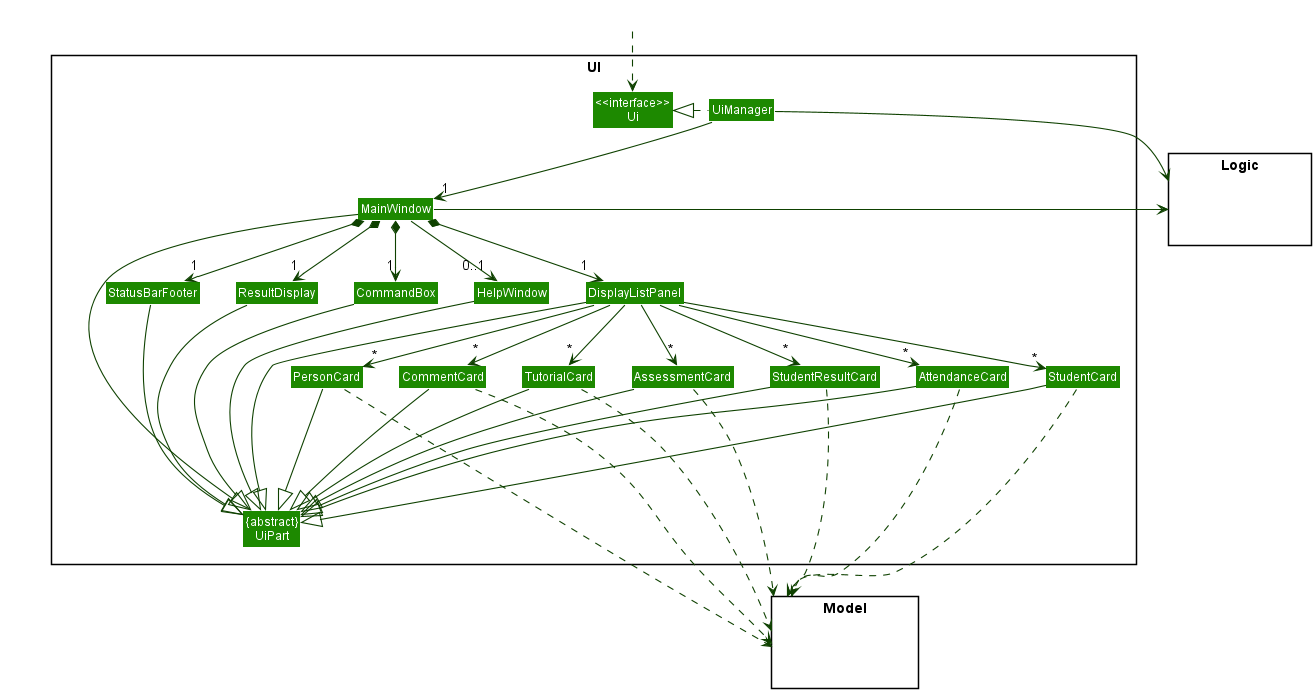 UI
<<interface>>
Ui
UiManager
Logic
1
MainWindow
1
1
1
0..1
1
StatusBarFooter
ResultDisplay
CommandBox
HelpWindow
DisplayListPanel
*
*
*
*
*
*
*
PersonCard
CommentCard
TutorialCard
AssessmentCard
StudentResultCard
AttendanceCard
StudentCard
{abstract}
UiPart
Model